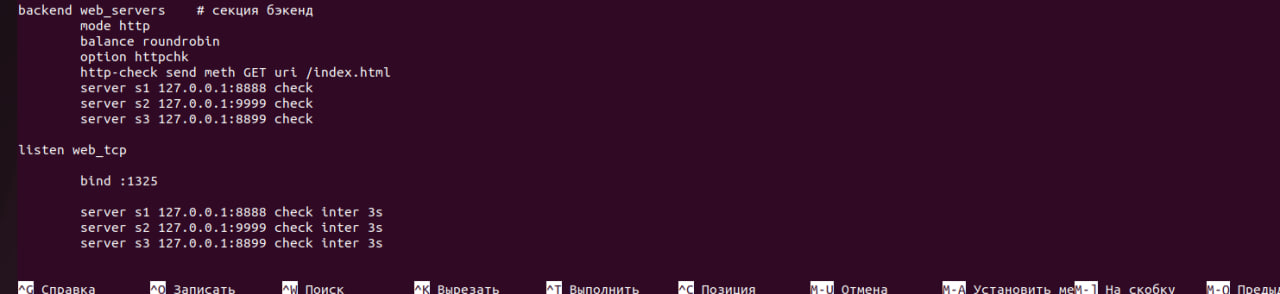 backend web_servers    # секция бэкенд
mode http
balance roundrobin
option httpchk
http-check send meth GET uri /index.html
server s1 127.0.0.1:8888 check
server s2 127.0.0.1:9999 check
server s3 127.0.0.1:8899 check
listen web_tcp
bind :1325
server s1 127.0.0.1:8888 check inter 3s
server s2 127.0.0.1:9999 check inter 3s
server s3 127.0.0.1:8899 check inter 3s
^G Справка ^O Записать ^W Поиск ^K Вырезать ^T Выполнить ^C Позиция M-U Отмена M-A Установить ме M-] На скобку M-Q Преды